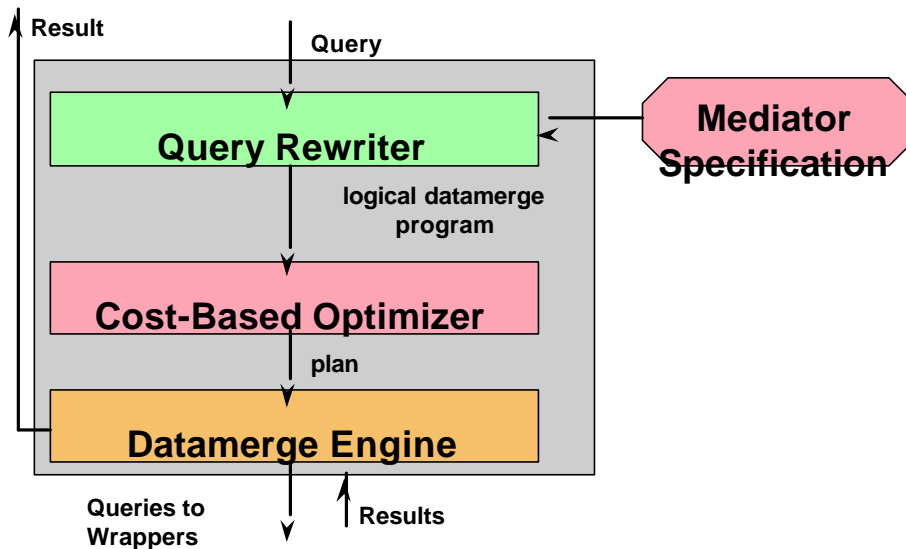 Result
Query
Query Rewriter
Mediator
Specification
logical datamerge
program
Cost-Based Optimizer
plan
Datamerge Engine
Queries to
Wrappers
Results